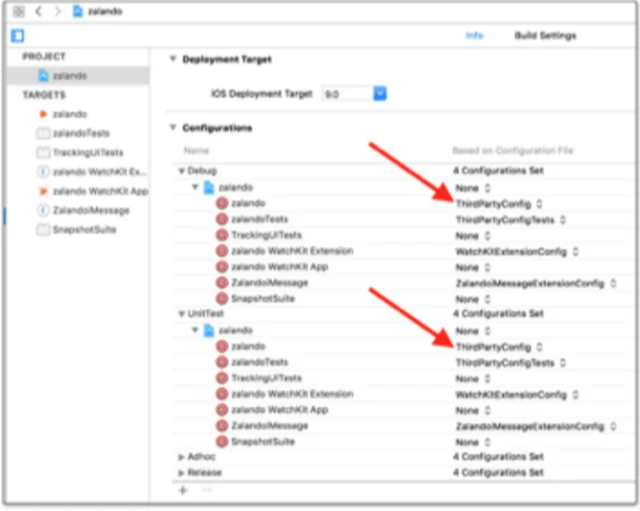 zalando
Info Build Settings
PROJECT
zalando
TARGETS
zalando
zalandoTests
TrackingUITests
zalando WatchKit Ex...
zalando WatchKit App
ZalandoiMessage
SnapshotSuite
Deployment Target
iOS Deployment Target 9.0
Configurations
Name Based on Configuration File
Debug 4 Configurations Set
zalando None
zalando ThirdPartyConfig
zalandoTests ThirdPartyConfigTests
TrackingUITests None
zalando WatchKit Extension WatchKitExtensionConfig
zalando WatchKit App None
ZalandoiMessage ZalandoiMessageExtensionConfig
SnapshotSuite None
UnitTest 4 Configurations Set
zalando None
zalando ThirdPartyConfig
zalandoTests ThirdPartyConfigTests
TrackingUITests None
zalando WatchKit Extension WatchKitExtensionConfig
zalando WatchKit App None
ZalandoiMessage ZalandoiMessageExtensionConfig
SnapshotSuite None
Adhoc 4 Configurations Set
Release 4 Configurations Set